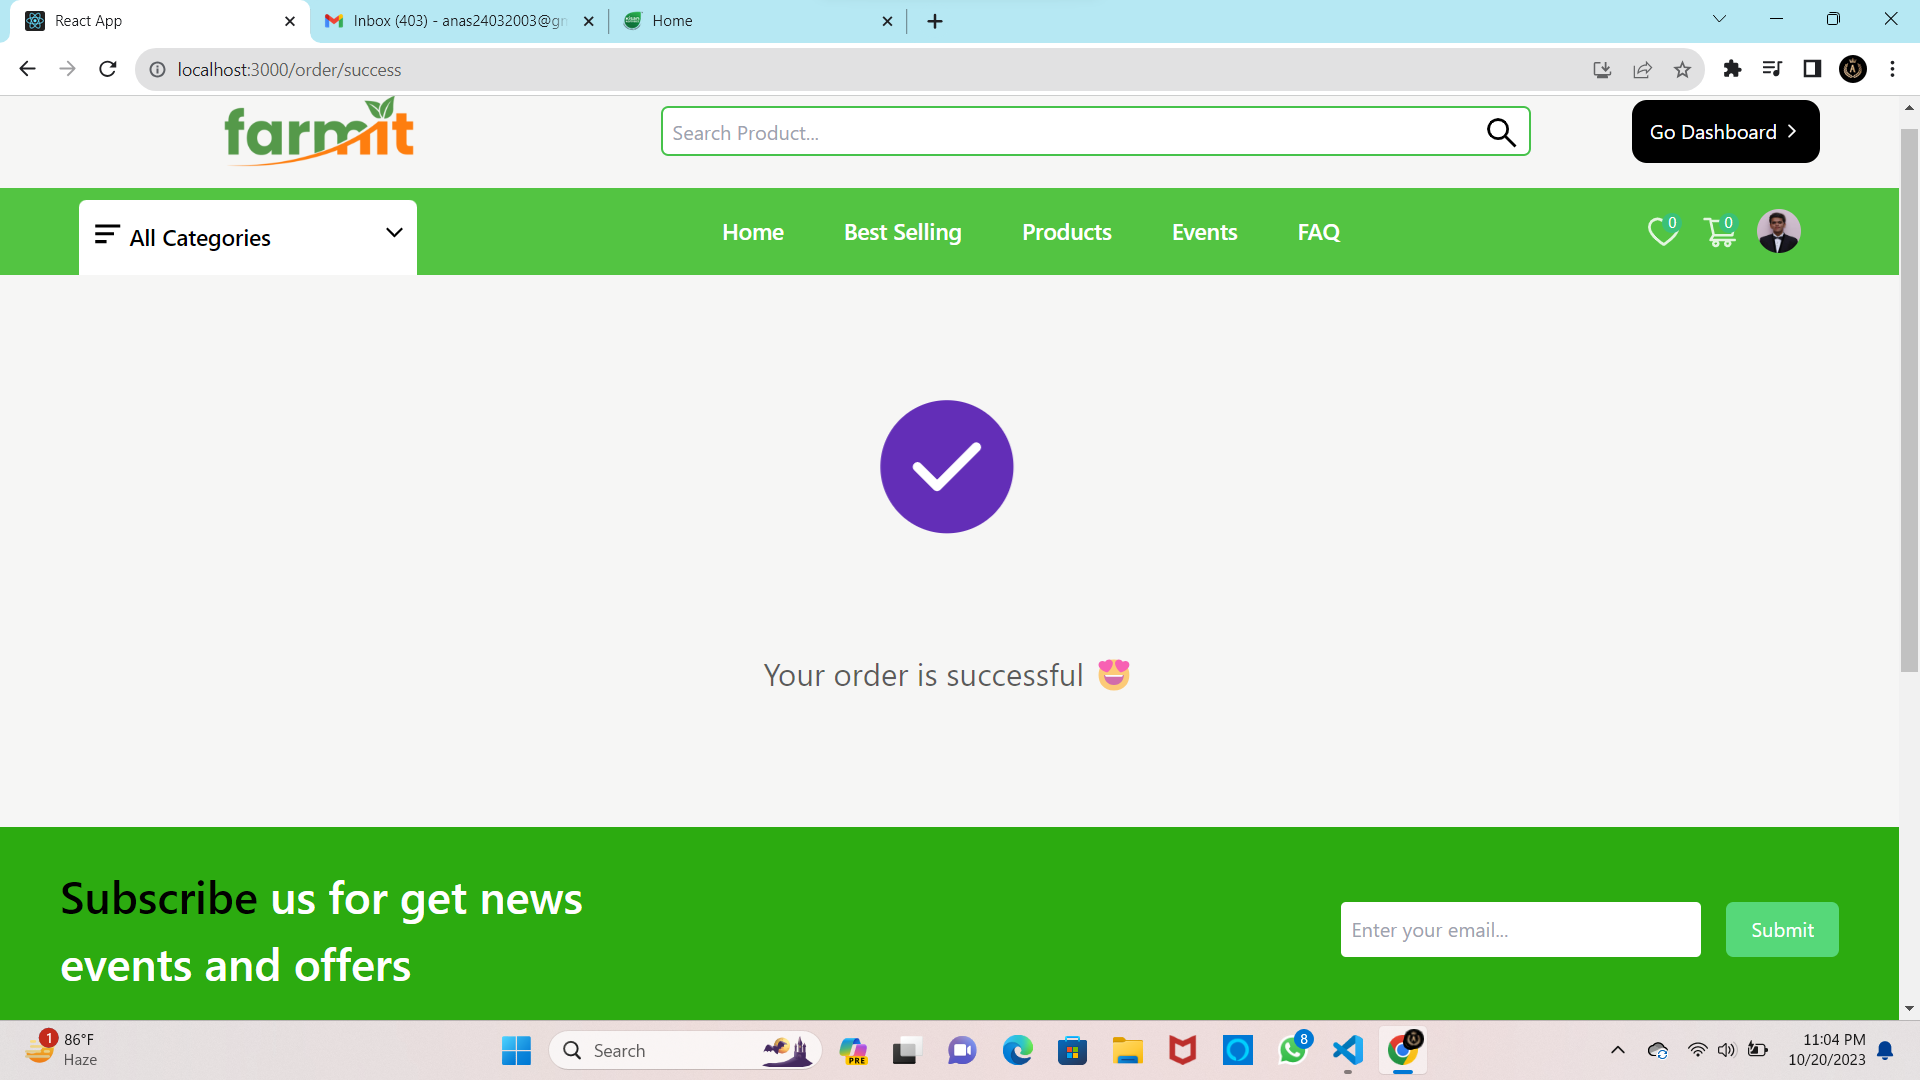 React App
Inbox (403) - anas24032003@gm
Home
localhost:3000/order/success
farmit
Search Product...
Go Dashboard
All Categories
Home
Best Selling
Products
Events
FAQ
0
0
Your order is successful 😍
Subscribe us for get news
events and offers
Enter your email...
Submit
1
86°F
Haze
Search
PRE
8
11:04 PM
10/20/2023